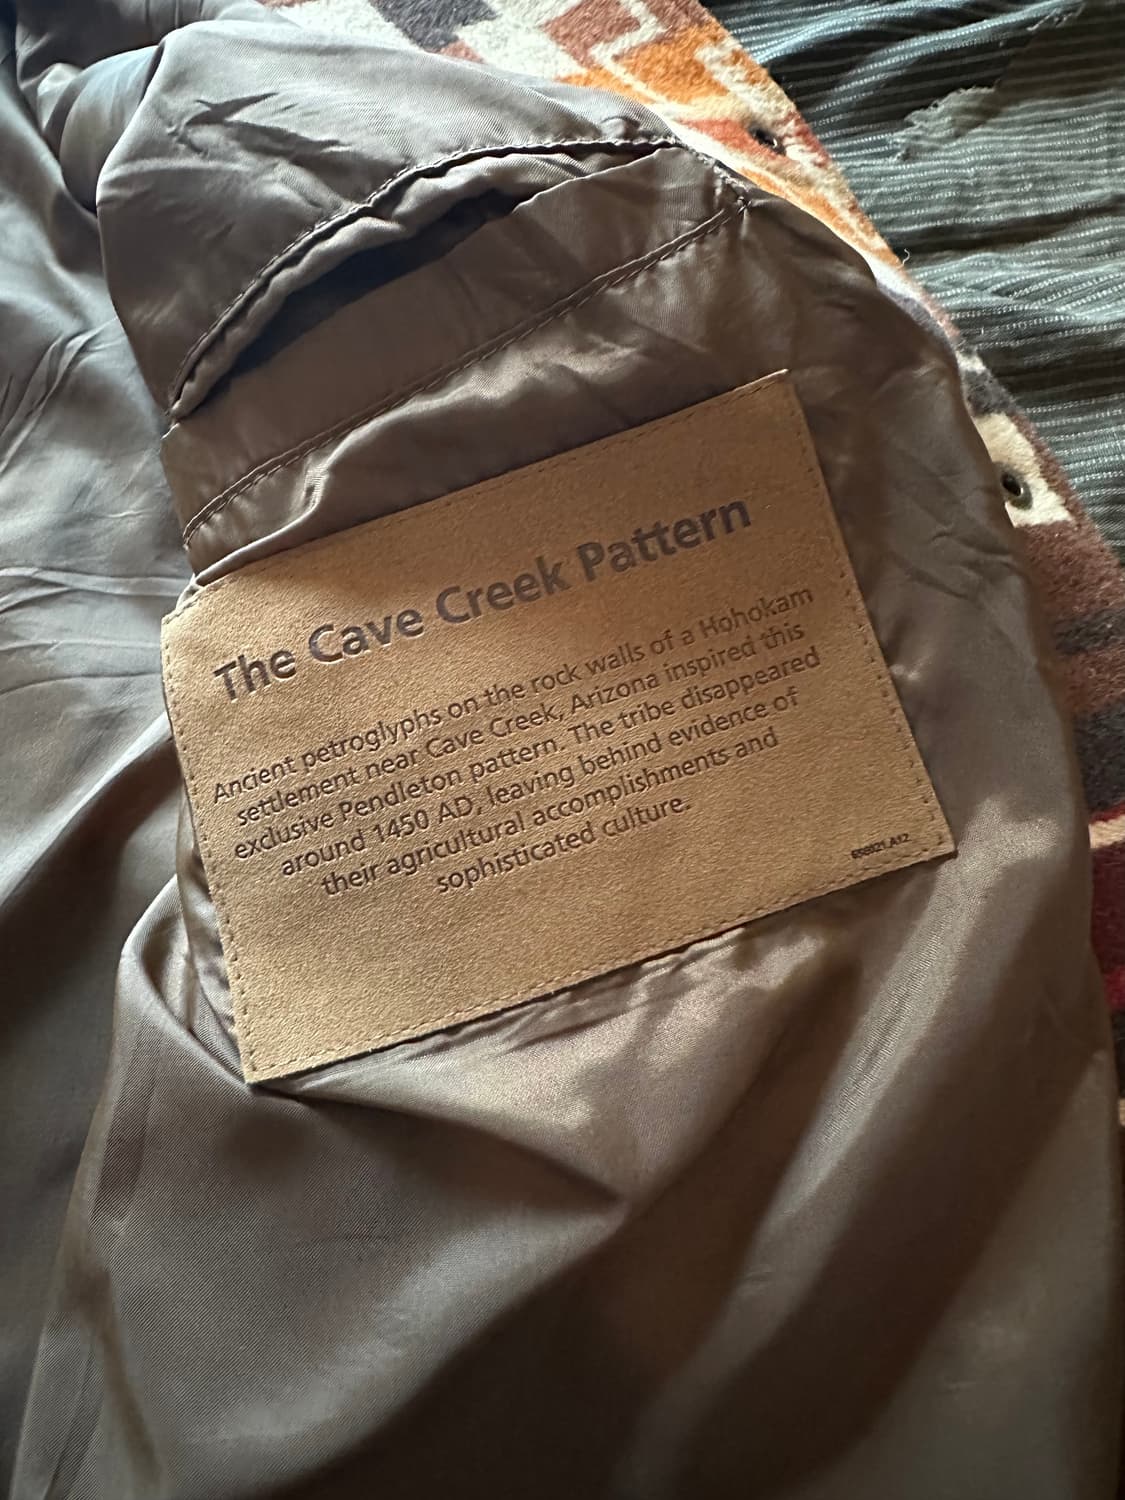 The Cave Creek Pattern
Ancient petroglyphs on the rock walls of a Hohokam
settlement near Cave Creek, Arizona inspired this
exclusive Pendleton pattern. The tribe disappeared
around 1450 AD, leaving behind evidence of
their agricultural accomplishments and
sophisticated culture.